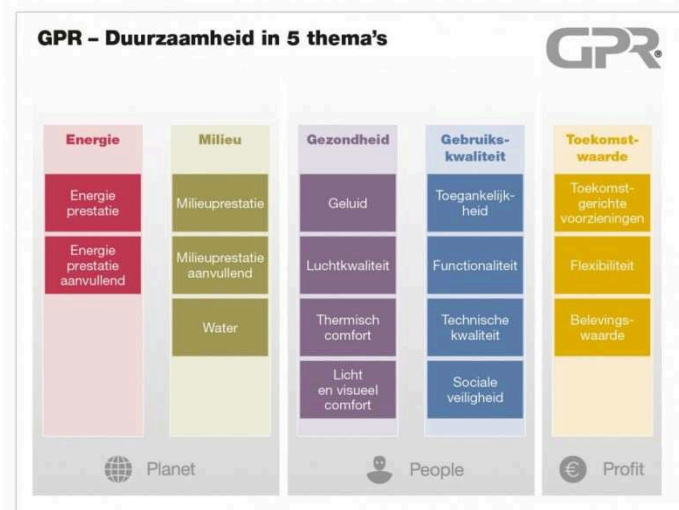 GPR – Duurzaamheid in 5 thema's
GPR®
Energie
Energie
prestatie
Energie
prestatie
aanvullend
Milieu
Milieuprestatie
Milieuprestatie
aanvullend
Water
Gezondheid
Geluid
Luchtkwaliteit
Thermisch
comfort
Licht
en visueel
comfort
Gebruiks-
kwaliteit
Toegankelijk-
heid
Functionaliteit
Technische
kwaliteit
Sociale
veiligheid
Toekomst-
waarde
Toekomst-
gerichte
voorzieningen
Flexibiliteit
Belevings-
waarde
Planet
People
€ Profit